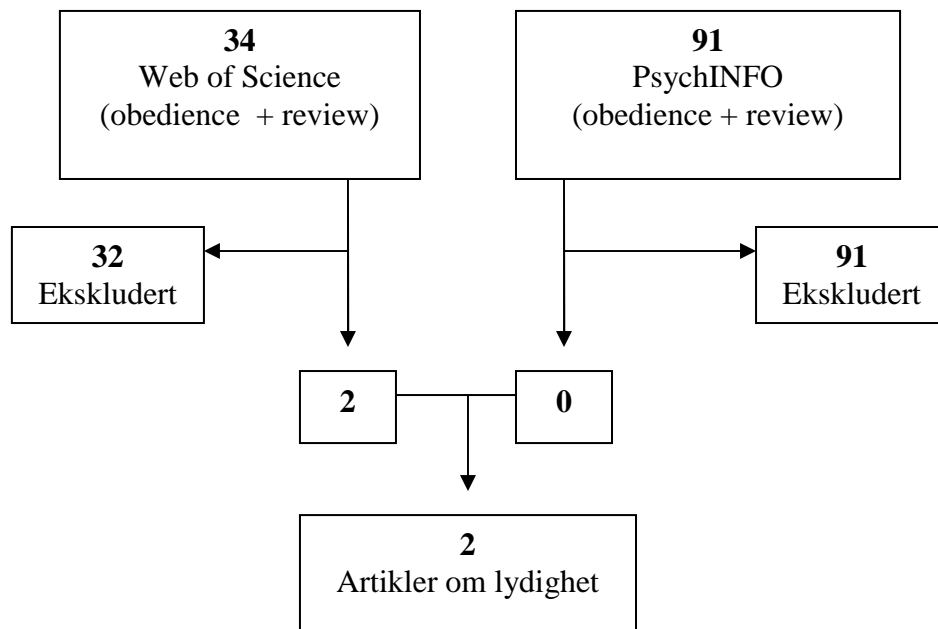 34
Web of Science
(obedience + review)
91
PsychINFO
(obedience + review)
32
Ekskludert
91
Ekskludert
2
0
2
Artikler om lydighet